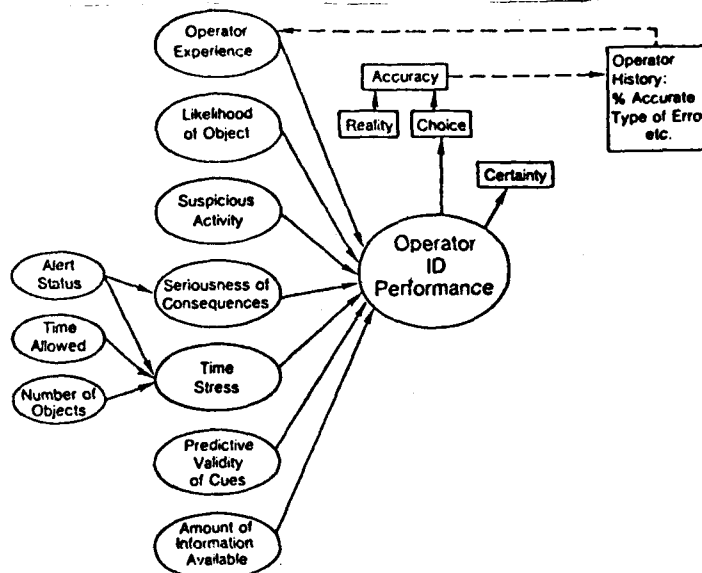 Operator
Experience
Likelihood
of Object
Suspicious
Activity
Alert
Status
Seriousness of
Consequences
Time
Allowed
Time
Stress
Number of
Objects
Predictive
Validity
of Cues
Amount of
Information
Available
Operator
ID
Performance
Accuracy
Reality
Choice
Certainty
Operator
History:
% Accurate
Type of Erro
etc.